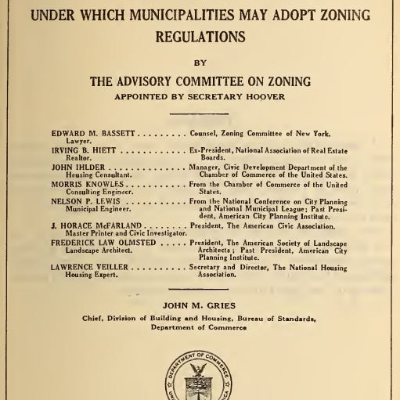 UNDER WHICH MUNICIPALITIES MAY ADOPT ZONING
REGULATIONS
BY
THE ADVISORY COMMITTEE ON ZONING
APPOINTED BY SECRETARY HOOVER
EDWARD M. BASSETT ......... Counsel, Zoning Committee of New York.
Lawyer.
IRVING B. HIETT ............ Ex-President, National Association of Real Estate
Realtor. Boards.
JOHN IHLDER ............... Manager, Civic Development Department of the
Housing Consultant. Chamber of Commerce of the United States.
MORRIS KNOWLES ........... From the Chamber of Commerce of the United
Consulting Engineer. States.
NELSON P. LEWIS ........... From the National Conference on City Planning
Municipal Engineer. and National Municipal League; Past Presi-
dent, American City Planning Institute.
J. HORACE McFARLAND ....... President, The American Civic Association.
Master Printer and Civic Investigator.
FREDERICK LAW OLMSTED ..... President, The American Society of Landscape
Landscape Architect. Architects; Past President, American City
Planning Institute.
LAWRENCE VEILLER .......... Secretary and Director, The National Housing
Housing Expert. Association.
JOHN M. GRIES
Chief, Division of Building and Housing, Bureau of Standards,
Department of Commerce
DEPARTMENT OF COMMERCE